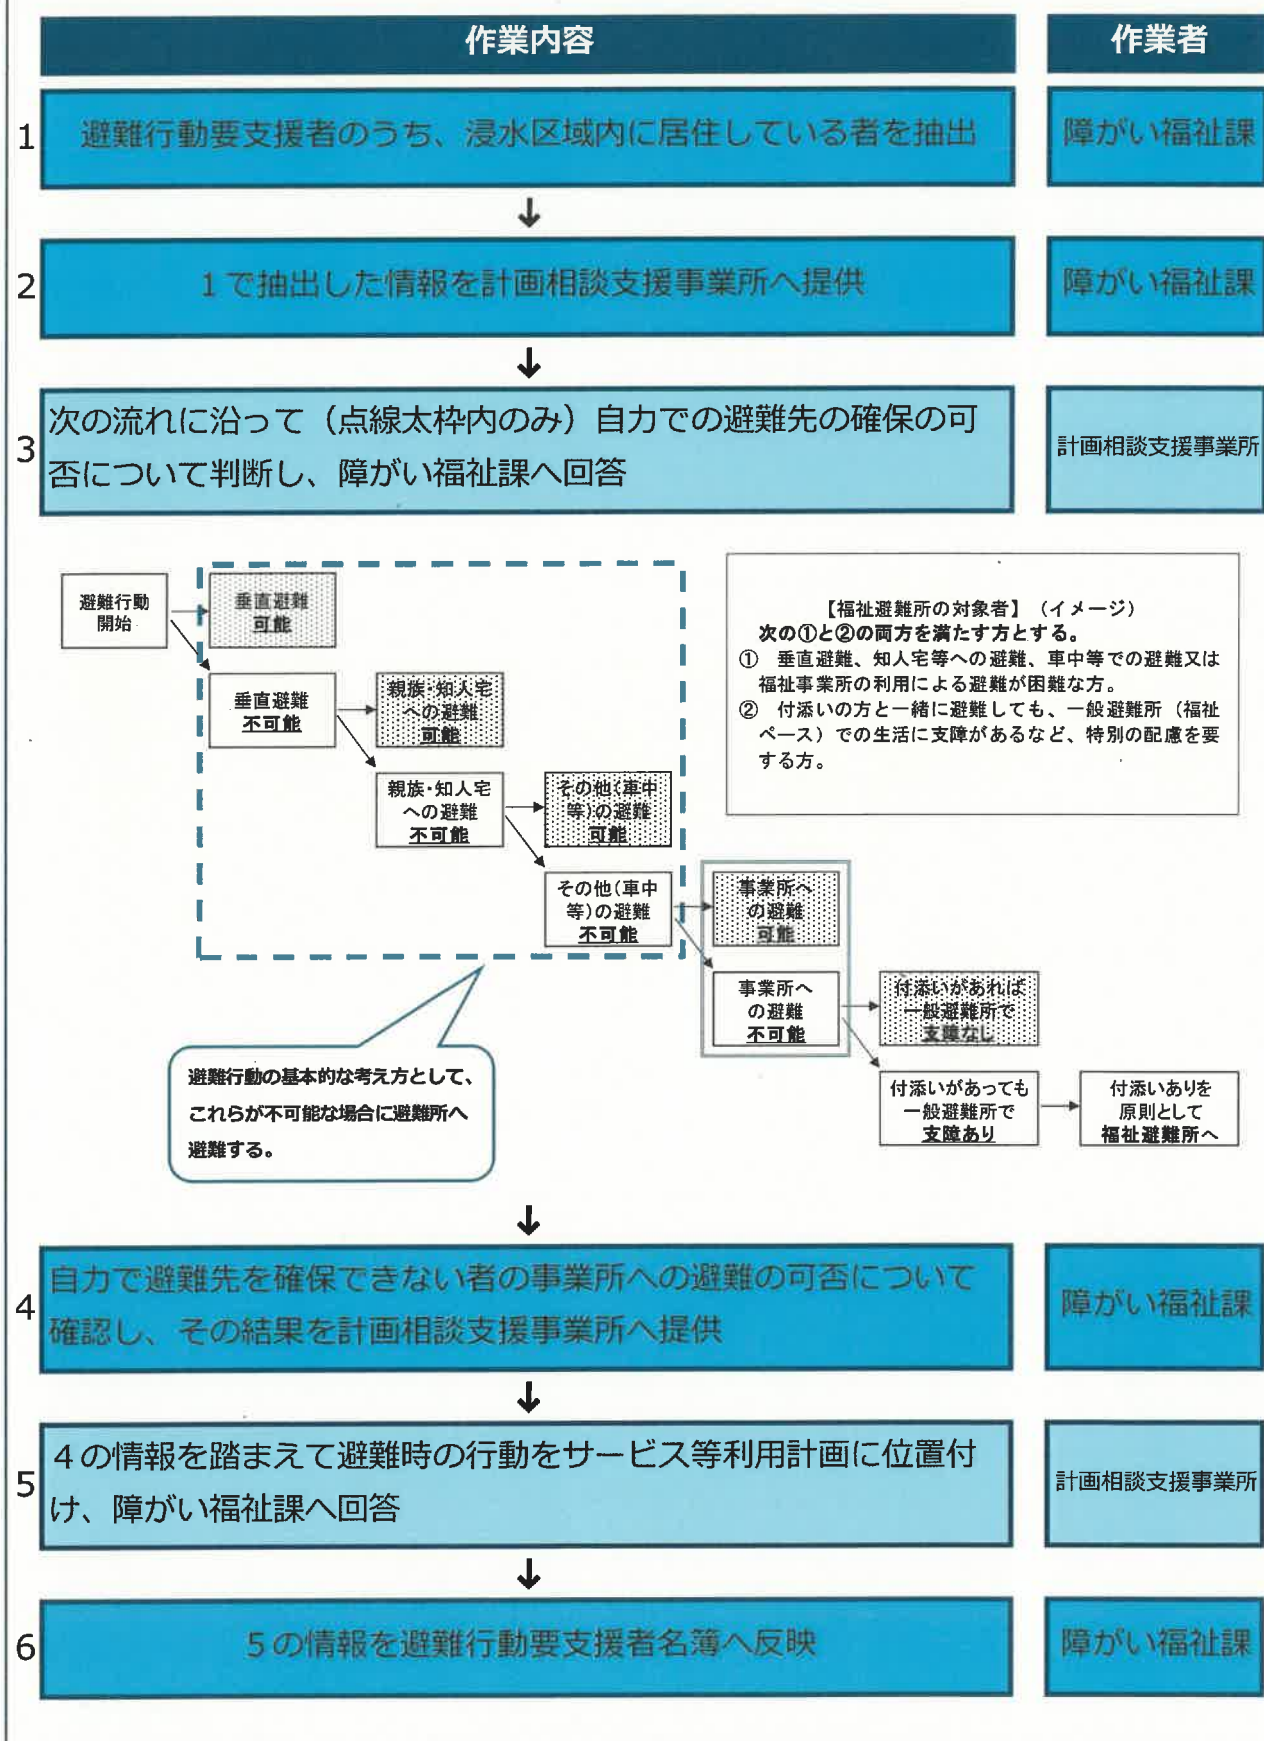 作業内容
作業者
1
避難行動要支援者のうち、浸水区域内に居住している者を抽出
障がい福祉課
↓
2
１で抽出した情報を計画相談支援事業所へ提供
障がい福祉課
↓
3
次の流れに沿って（点線太枠内のみ）自力での避難先の確保の可
否について判断し、障がい福祉課へ回答
計画相談支援事業所
避難行動
開始
垂直避難
可能
垂直避難
不可能
親族・知人宅
への避難
可能
親族・知人宅
への避難
不可能
その他(車中
等)の避難
可能
その他(車中
等)の避難
不可能
事業所へ
の避難
可能
事業所へ
の避難
不可能
付添いがあれば
一般避難所で
支障なし
付添いがあっても
一般避難所で
支障あり
付添いありを
原則として
福祉避難所へ
【福祉避難所の対象者】（イメージ）
次の①と②の両方を満たす方とする。
①　垂直避難、知人宅等への避難、車中等での避難又は
福祉事業所の利用による避難が困難な方。
②　付添いの方と一緒に避難しても、一般避難所（福祉
ペース）での生活に支障があるなど、特別の配慮を要
する方。
避難行動の基本的な考え方として、
これらが不可能な場合に避難所へ
避難する。
↓
4
自力で避難先を確保できない者の事業所への避難の可否について
確認し、その結果を計画相談支援事業所へ提供
障がい福祉課
↓
5
４の情報を踏まえて避難時の行動をサービス等利用計画に位置付
け、障がい福祉課へ回答
計画相談支援事業所
↓
6
５の情報を避難行動要支援者名簿へ反映
障がい福祉課